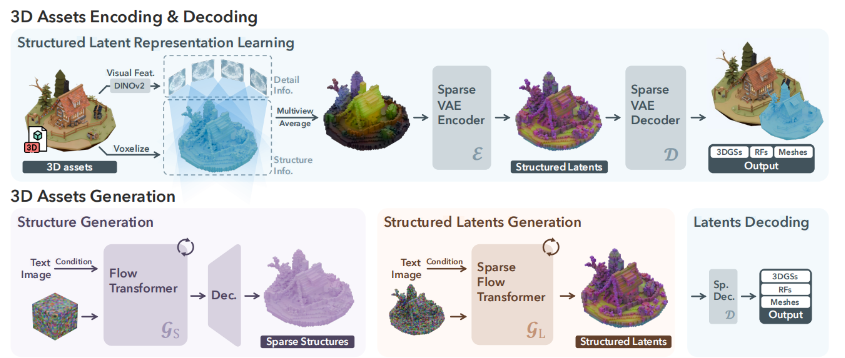 3D Assets Encoding & Decoding
Structured Latent Representation Learning
Visual Feat.
DINOv2
Voxelize
3D
3D assets
Detail
Info.
Structure
Info.
Multiview
Average
Sparse
VAE
Encoder
ℰ
Structured Latents
Sparse
VAE
Decoder
𝒟
3DGSs RFs Meshes
Output
3D Assets Generation
Structure Generation
Text
Image
Condition
Flow
Transformer
𝒢S
Dec.
Sparse Structures
Structured Latents Generation
Text
Image
Condition
Sparse
Flow
Transformer
𝒢L
Structured Latents
Latents Decoding
Sp.
Dec.
𝒟
3DGSs
RFs
Meshes
Output